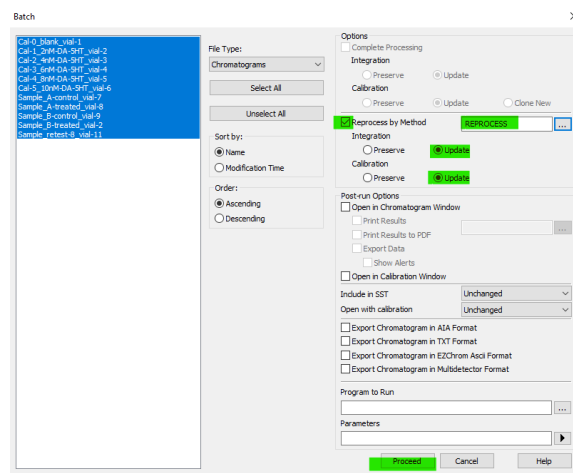 Batch
Cal-0_blank_vial-1
Cal-1_2nM-DA-5HT_vial-2
Cal-2_4nM-DA-5HT_vial-3
Cal-3_6nM-DA-5HT_vial-4
Cal-4_8nM-DA-5HT_vial-5
Cal-5_10nM-DA-5HT_vial-6
Sample_A-control_vial-7
Sample_A-treated_vial-8
Sample_B-control_vial-9
Sample_B-treated_vial-2
Sample_retest-8_vial-11
File Type:
Chromatograms
Select All
Unselect All
Sort by:
Name
Modification Time
Order:
Ascending
Descending
Options
Complete Processing
Integration
Preserve Update
Calibration
Preserve Update Clone New
Reprocess by Method REPROCESS ...
Integration
Preserve Update
Calibration
Preserve Update
Post-run Options
Open in Chromatogram Window
Print Results
Print Results to PDF ...
Export Data
Show Alerts
Open in Calibration Window
Include in SST Unchanged
Open with calibration Unchanged
Export Chromatogram in AIA Format
Export Chromatogram in TXT Format
Export Chromatogram in EZChrom Ascii Format
Export Chromatogram in Multidetector Format
Program to Run
...
Parameters
Proceed Cancel Help